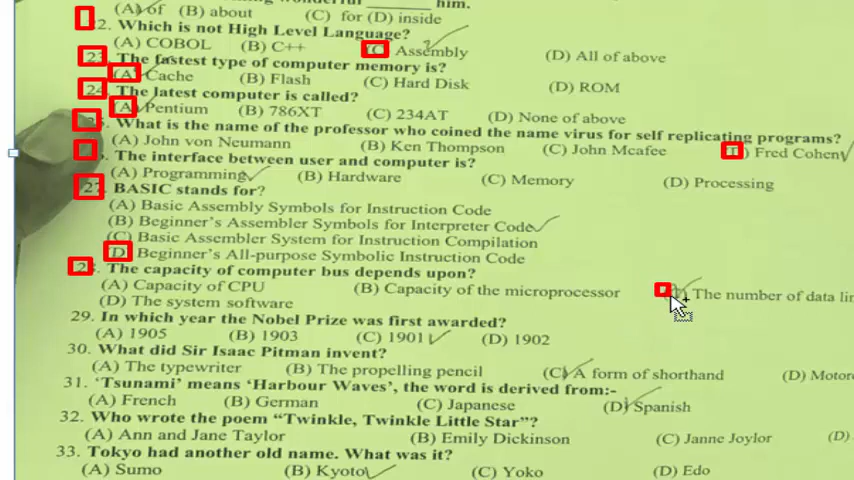 him.
(A) of (B) about (C) for (D) inside
22. Which is not High Level Language?
(A) COBOL (B) C++ (C) Assembly (D) All of above
23. The fastest type of computer memory is?
(A) Cache (B) Flash (C) Hard Disk (D) ROM
24. The latest computer is called?
(A) Pentium (B) 786XT (C) 234AT (D) None of above
What is the name of the professor who coined the name virus for self replicating programs?
(A) John von Neumann (B) Ken Thompson (C) John Mcafee (D) Fred Cohen
The interface between user and computer is?
(A) Programming (B) Hardware (C) Memory (D) Processing
27. BASIC stands for?
(A) Basic Assembly Symbols for Instruction Code
(B) Beginner's Assembler Symbols for Interpreter Code
(C) Basic Assembler System for Instruction Compilation
(D) Beginner's All-purpose Symbolic Instruction Code
28. The capacity of computer bus depends upon?
(A) Capacity of CPU (B) Capacity of the microprocessor The number of data lin
(D) The system software
29. In which year the Nobel Prize was first awarded?
(A) 1905 (B) 1903 (C) 1901 (D) 1902
30. What did Sir Isaac Pitman invent?
(A) The typewriter (B) The propelling pencil (C) A form of shorthand (D) Motor
31. 'Tsunami' means 'Harbour Waves', the word is derived from:-
(A) French (B) German (C) Japanese (D) Spanish
32. Who wrote the poem "Twinkle, Twinkle Little Star"?
(A) Ann and Jane Taylor (B) Emily Dickinson (C) Janne Joylor (D)
33. Tokyo had another old name. What was it?
(A) Sumo (B) Kyoto (C) Yoko (D) Edo